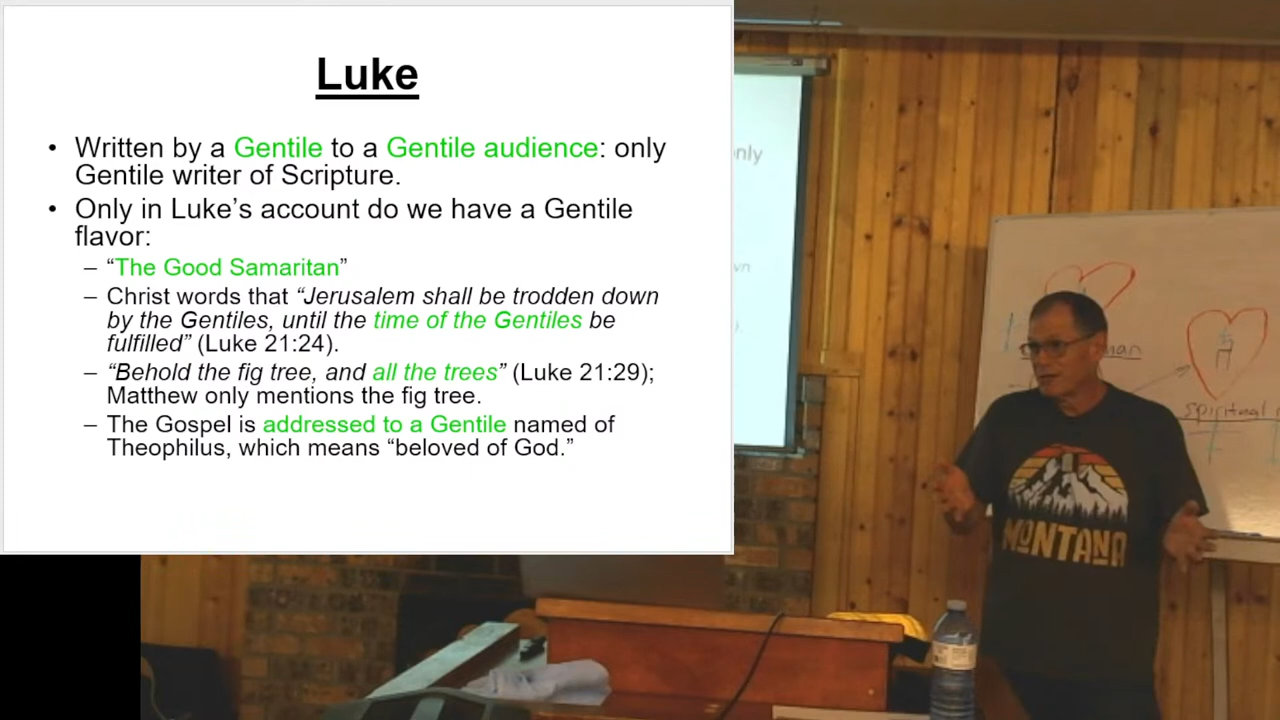 Luke
• Written by a Gentile to a Gentile audience: only
Gentile writer of Scripture.
• Only in Luke's account do we have a Gentile
flavor:
– “The Good Samaritan”
– Christ words that “Jerusalem shall be trodden down
by the Gentiles, until the time of the Gentiles be
fulfilled” (Luke 21:24).
– “Behold the fig tree, and all the trees” (Luke 21:29);
Matthew only mentions the fig tree.
– The Gospel is addressed to a Gentile named of
Theophilus, which means “beloved of God.”
spiritual
MONTANA